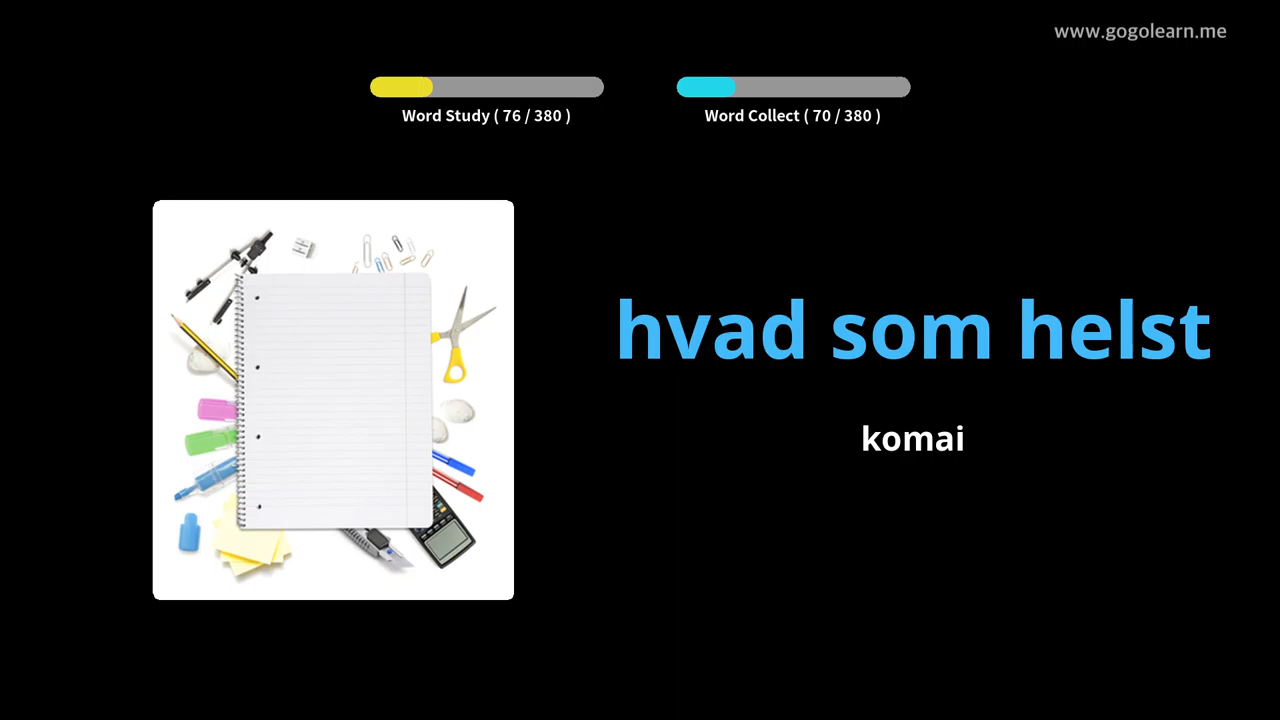 www.gogolearn.me
Word Study ( 76 / 380 )
Word Collect ( 70 / 380 )
hvad som helst
komai